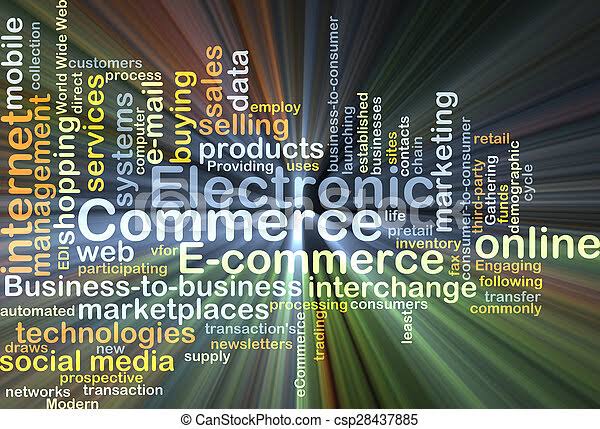 internet
mobile
collection
World Wide Web
management
shopping
EDI
customers
process
direct
services
systems
computer
e-mail
buying
sales
data
employ
selling
products
Providing
uses
business-to-consumer
launching
established
businesses
sites
contacts
chain
marketing
retail
consumer-to-consumer
third-party
Gathering
funds
demographic
cycle
Electronic
Commerce
life
pretail
inventory
web
vfor
participating
E-commerce
online
fax
Engaging
following
transfer
commonly
Business-to-business
interchange
automated
marketplaces
processing
consumers
technologies
transaction's
newsletters
eCommerce
trading
least
draws
new
social media
supply
prospective
networks
transaction
Modern
© CanStockPhoto.com - csp28437885